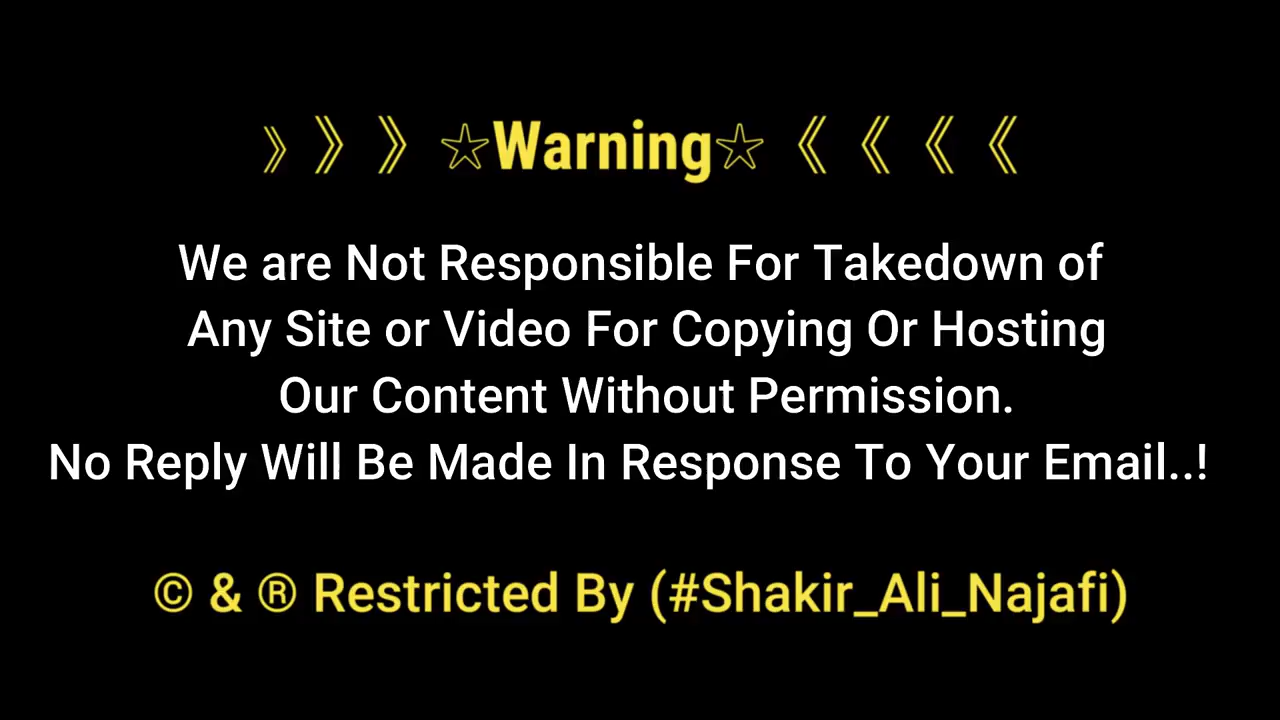 》》》☆Warning☆《《《《
We are Not Responsible For Takedown of
Any Site or Video For Copying Or Hosting
Our Content Without Permission.
No Reply Will Be Made In Response To Your Email..!
© & ® Restricted By (#Shakir_Ali_Najafi)